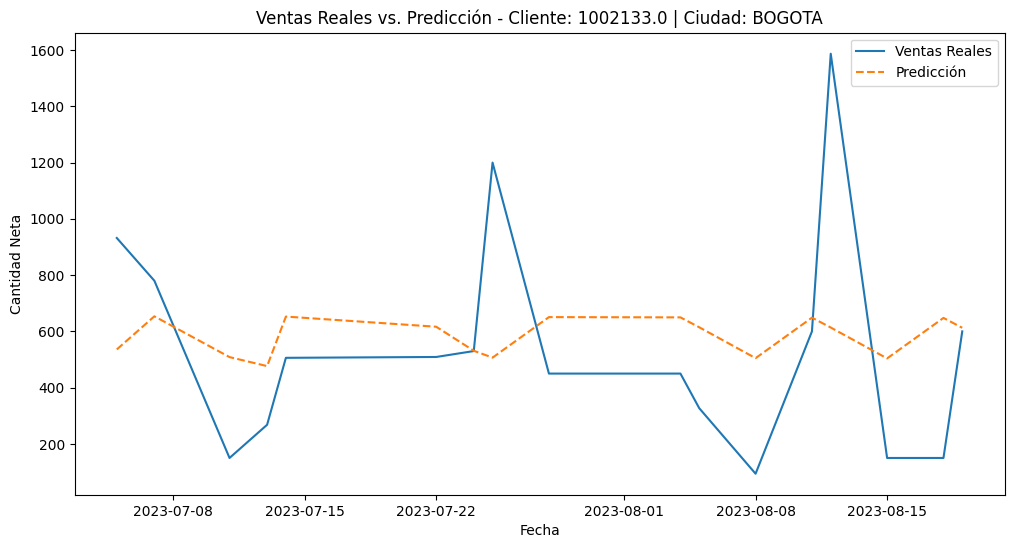 Ventas Reales vs. Predicción - Cliente: 1002133.0 | Ciudad: BOGOTA
Ventas Reales
Predicción
1600
1400
1200
1000
800
600
400
200
Cantidad Neta
2023-07-08
2023-07-15
2023-07-22
2023-08-01
2023-08-08
2023-08-15
Fecha